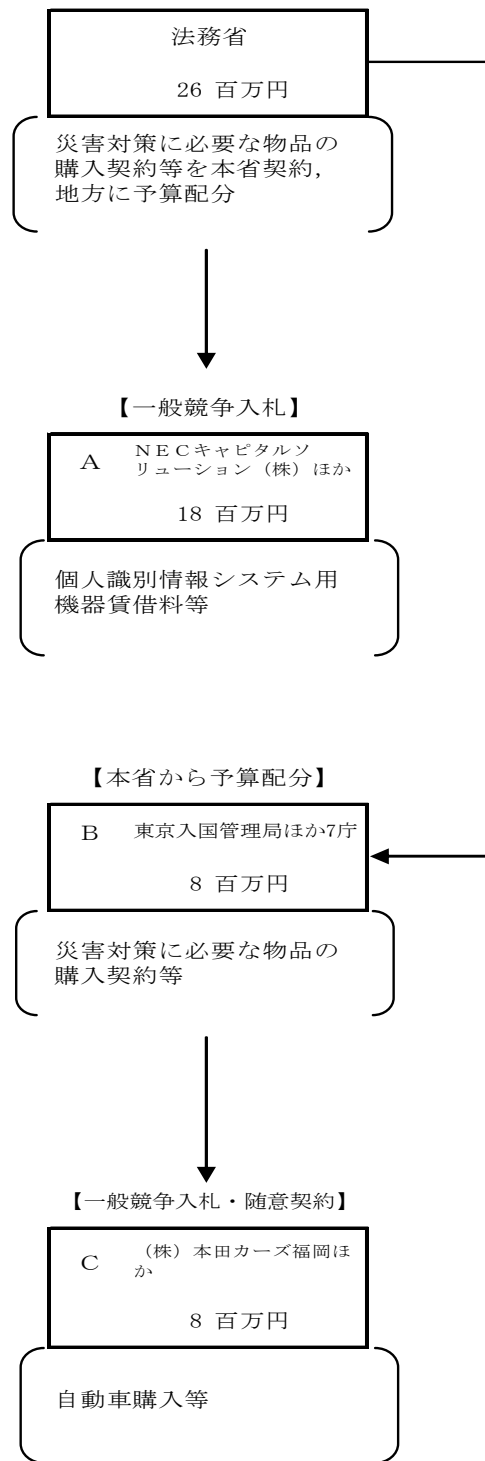 法務省
26 百万円
災害対策に必要な物品の
購入契約等を本省契約,
地方に予算配分
【一般競争入札】
A ＮＥＣキャピタルソ
リューション（株）ほか
18 百万円
個人識別情報システム用
機器賃借料等
【本省から予算配分】
B 東京入国管理局ほか7庁
8 百万円
災害対策に必要な物品の
購入契約等
【一般競争入札・随意契約】
C （株）本田カーズ福岡ほ
か
8 百万円
自動車購入等